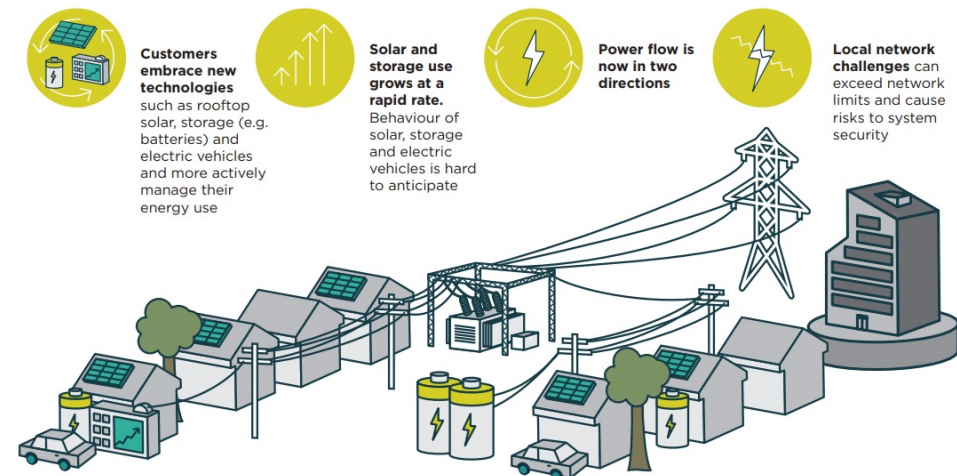 Customers
embrace new
technologies
such as rooftop
solar, storage (e.g.
batteries) and
electric vehicles
and more actively
manage their
energy use
Solar and
storage use
grows at a
rapid rate.
Behaviour of
solar, storage
and electric
vehicles is hard
to anticipate
Power flow is
now in two
directions
Local network
challenges can
exceed network
limits and cause
risks to system
security